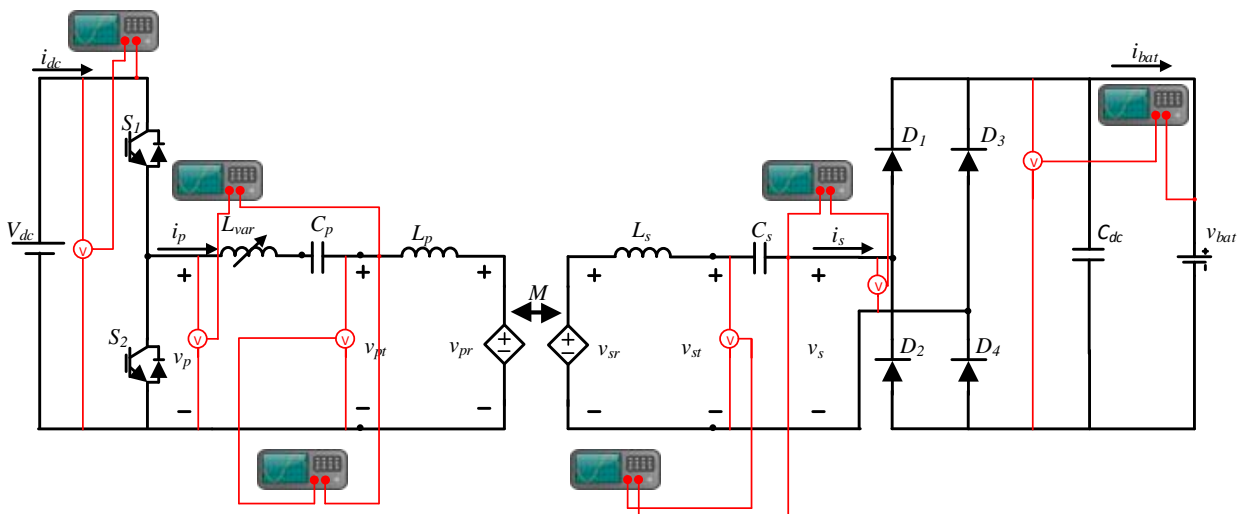 i_dc
i_bat
S_1
D_1 D_3
V_dc
V
L_var C_p L_p
i_p
L_s C_s
i_s
V
C_dc
v_bat
+ + + + + +
V
M
S_2
v_p
V
v_pt
V
v_pr
+
−
+
−
v_sr
v_st
V
v_s
D_2 D_4
− − − − − −